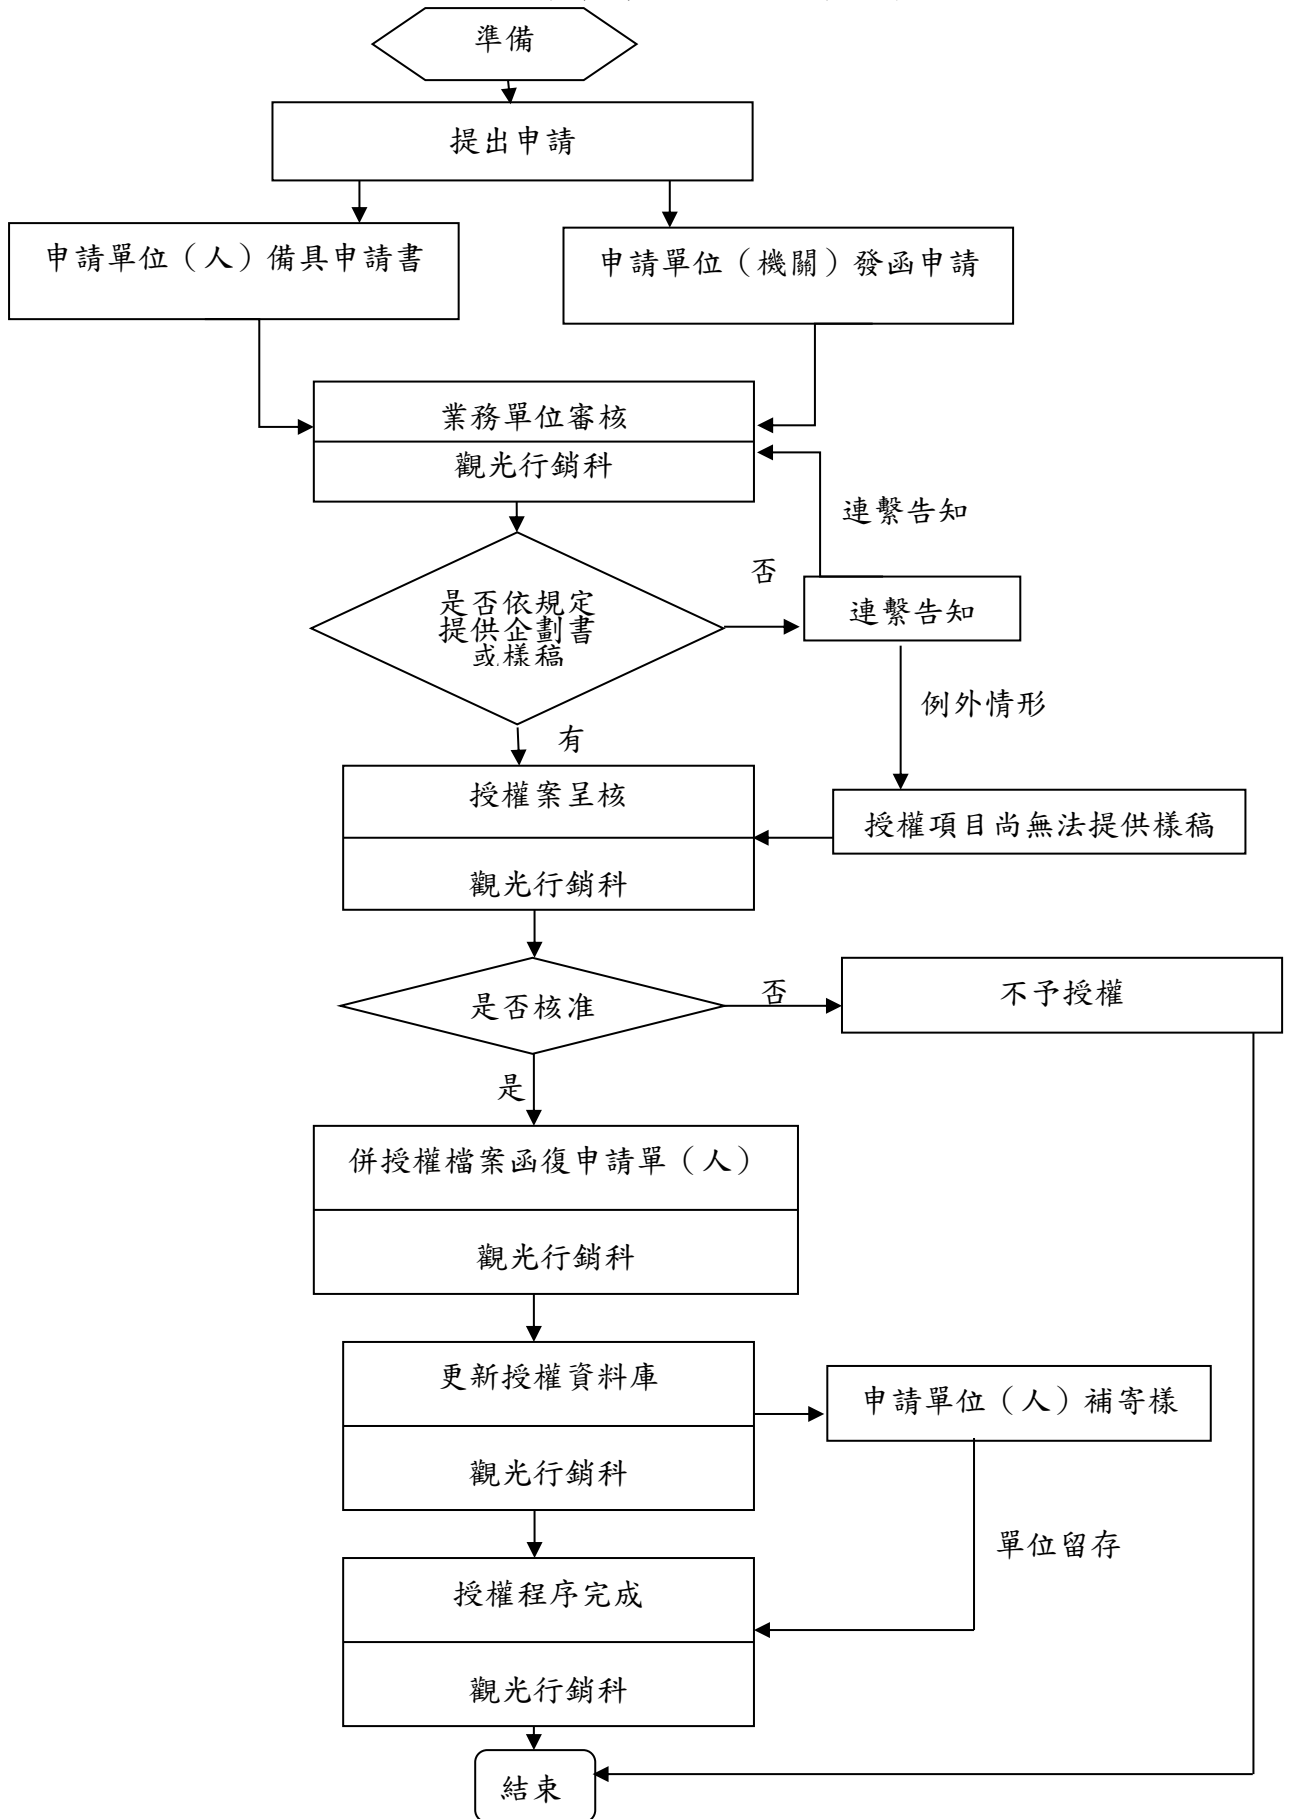 準備
提出申請
申請單位（人）備具申請書
申請單位（機關）發函申請
業務單位審核
觀光行銷科
連繫告知
否
是否依規定
提供企劃書
或樣稿
連繫告知
例外情形
有
授權案呈核
授權項目尚無法提供樣稿
觀光行銷科
是否核准
否
不予授權
是
併授權檔案函復申請單（人）
觀光行銷科
更新授權資料庫
申請單位（人）補寄樣
觀光行銷科
單位留存
授權程序完成
觀光行銷科
結束